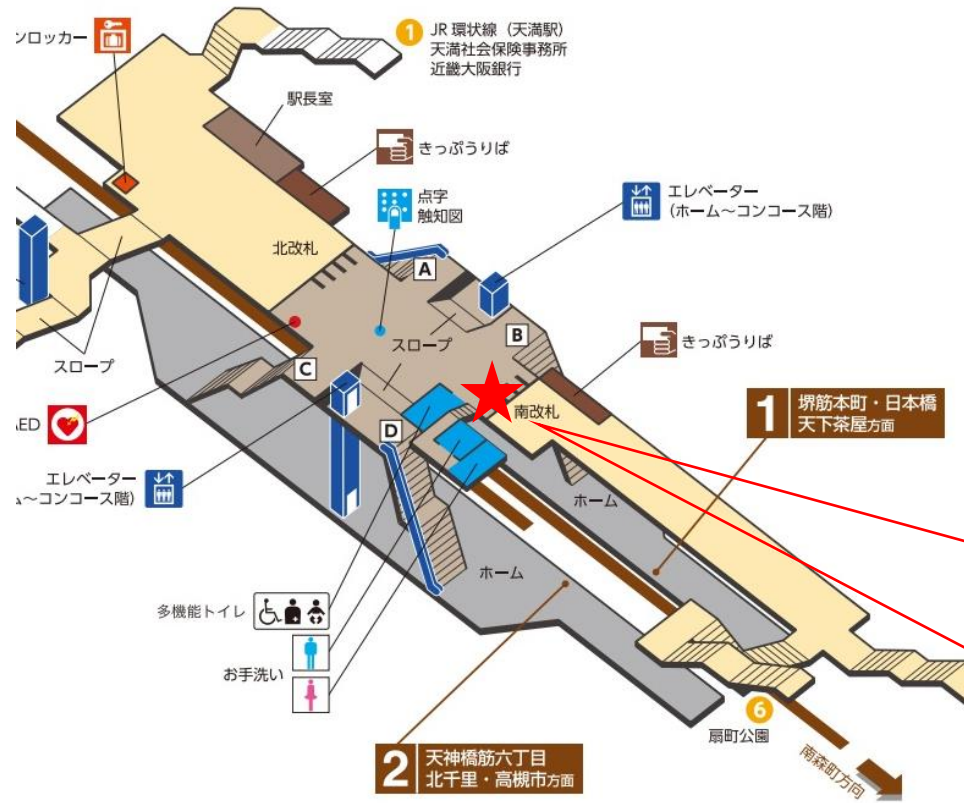 ンロッカー
1
JR 環状線（天満駅）
天満社会保険事務所
近畿大阪銀行
駅長室
きっぷうりば
点字
触知図
エレベーター
（ホーム～コンコース階）
北改札
A
スロープ
B
きっぷうりば
スロープ
C
AED
南改札
1
堺筋本町・日本橋
天下茶屋方面
D
エレベーター
ム～コンコース階）
ホーム
ホーム
多機能トイレ
お手洗い
6
扇町公園
2
天神橋筋六丁目
北千里・高槻市方面
南森町方向